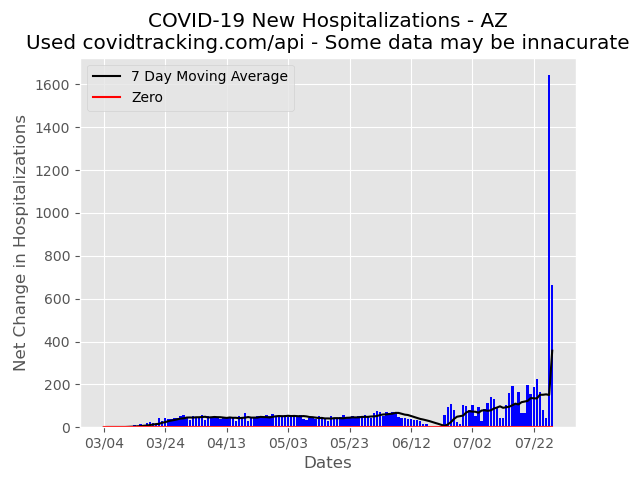 COVID-19 New Hospitalizations - AZ
Used covidtracking.com/api - Some data may be innacurate
7 Day Moving Average
Zero
Net Change in Hospitalizations
1600
1400
1200
1000
800
600
400
200
0
03/04 03/24 04/13 05/03 05/23 06/12 07/02 07/22
Dates